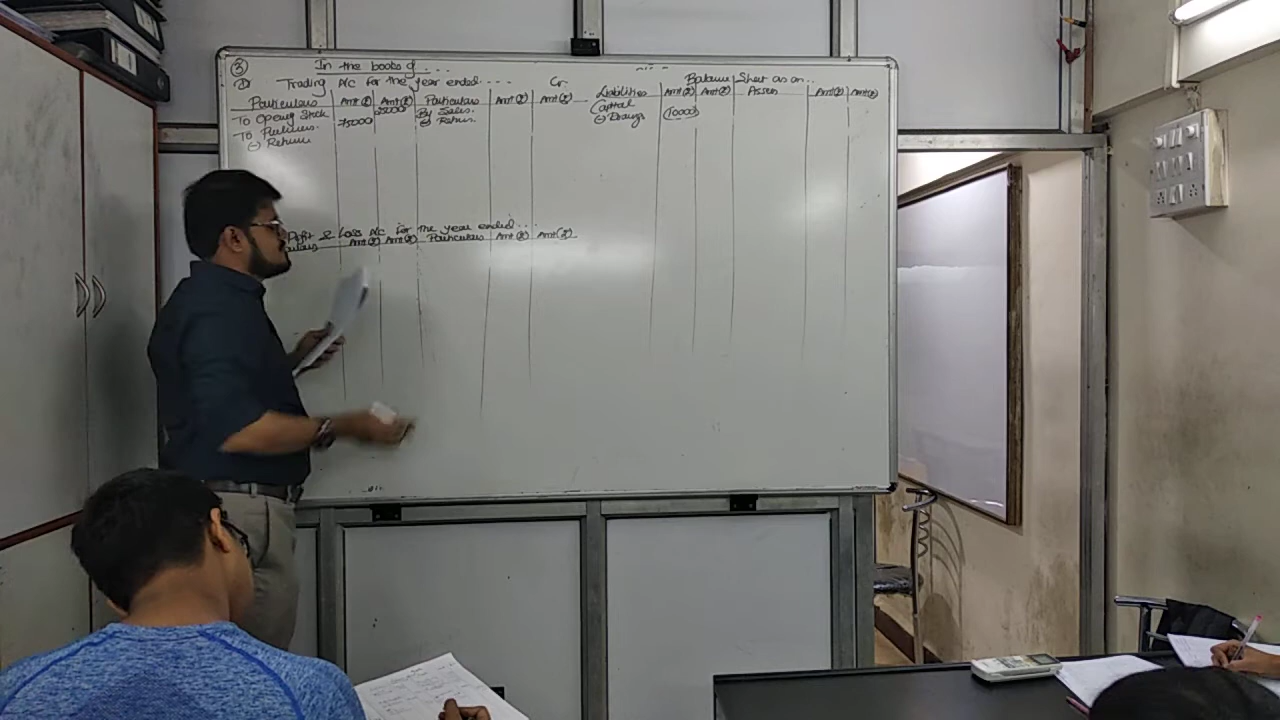 ③ In the books of ...
Dr Trading A/C for the year ended.... Cr
Particulars Amt(₹) Amt(₹) Particulars Amt(₹) Amt(₹)
To Opening Stock 25000 By Sales.
To Purchases. 75000 (-) Return.
(-) Return
Profit & Loss A/C for the year ended...
culars Amt(₹) Amt(₹) Particulars Amt(₹) Amt(₹)
Balance Sheet as on...
Liabilities Amt(₹) Amt(₹) Assets Amt(₹) Amt(₹)
Capital
(-) Drawings (10000)